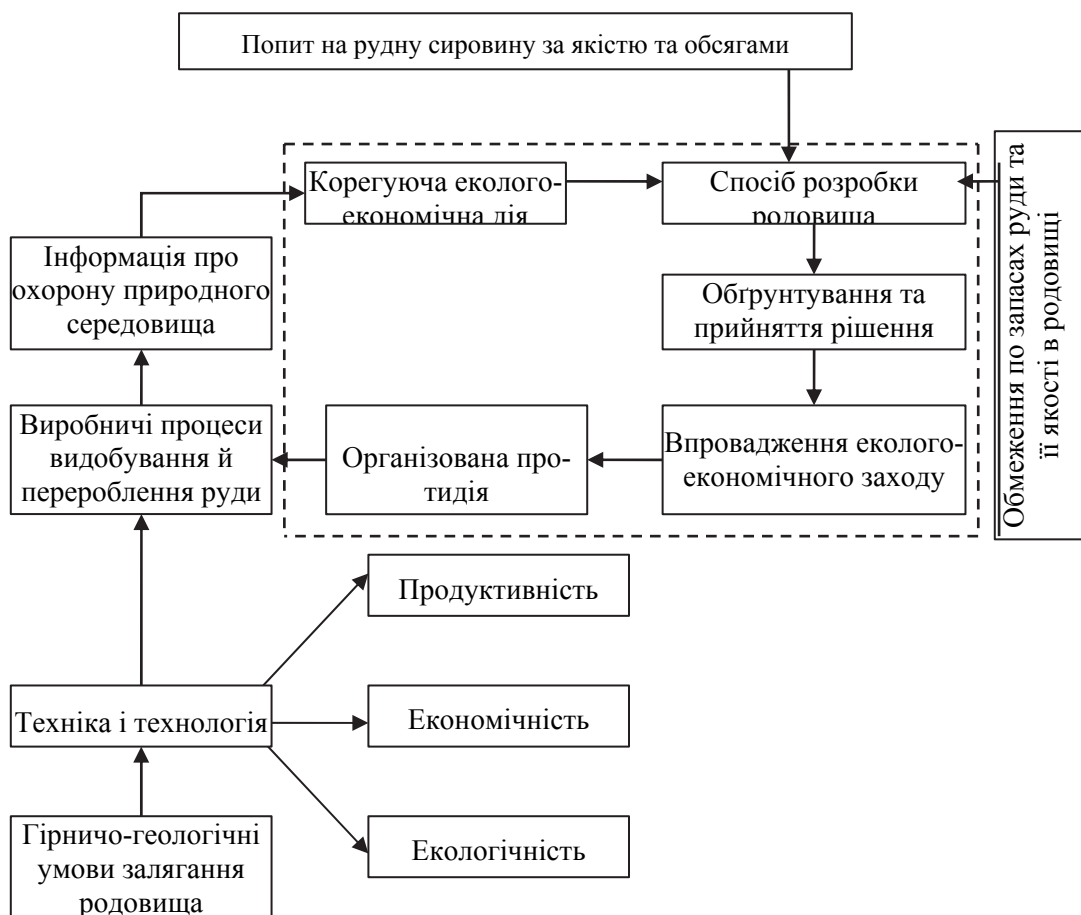 Попит на рудну сировину за якістю та обсягами
Корегуюча еколого-
економічна дія
Спосіб розробки
родовища
Обмеження по запасах руди та
її якості в родовищі
Інформація про
охорону природного
середовища
Обґрунтування та
прийняття рішення
Виробничі процеси
видобування й
перероблення руди
Організована про-
тидія
Впровадження еколого-
економічного заходу
Продуктивність
Техніка і технологія
Економічність
Гірничо-геологічні
умови залягання
родовища
Екологічність